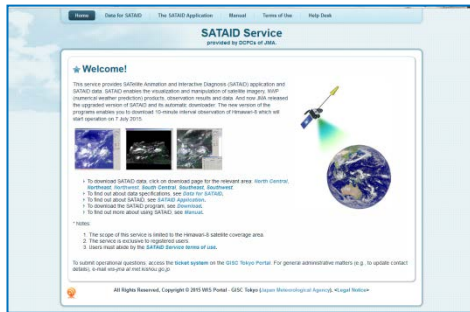 Home Data for SATAID The SATAID Application Manual Terms of Use Help Desk
SATAID Service
provided by DCPCs of JMA.
Welcome!
This service provides SATellite Animation and Interactive Diagnosis (SATAID) application and
SATAID data. SATAID enables the visualization and manipulation of satellite imagery, NWP
(numerical weather prediction) products, observation results and data. And now JMA released
the upgraded version of SATAID and its automatic downloader. The new version of the
programs enables you to download 10-minute interval observation of Himawari-8 which will
start operation on 7 July 2015.
To download SATAID data, click on download page for the relevant area: North Central,
Northeast, Northwest, South Central, Southeast, Southwest.
To find out about data specifications, see Data for SATAID.
To find out about SATAID, see SATAID Application.
To download the SATAID program, see Download.
To find out more about using SATAID, see Manual.
* Notes:
1. The scope of this service is limited to the Himawari-8 satellite coverage area.
2. The service is exclusive to registered users.
3. Users must abide by the SATAID Service terms of use.
To submit operational questions, access the ticket system on the GISC Tokyo Portal. For general administrative matters (e.g., to update contact
details), e-mail
All Rights Reserved, Copyright © 2015 WIS Portal - GISC Tokyo (Japan Meteorological Agency), <Legal Notice>